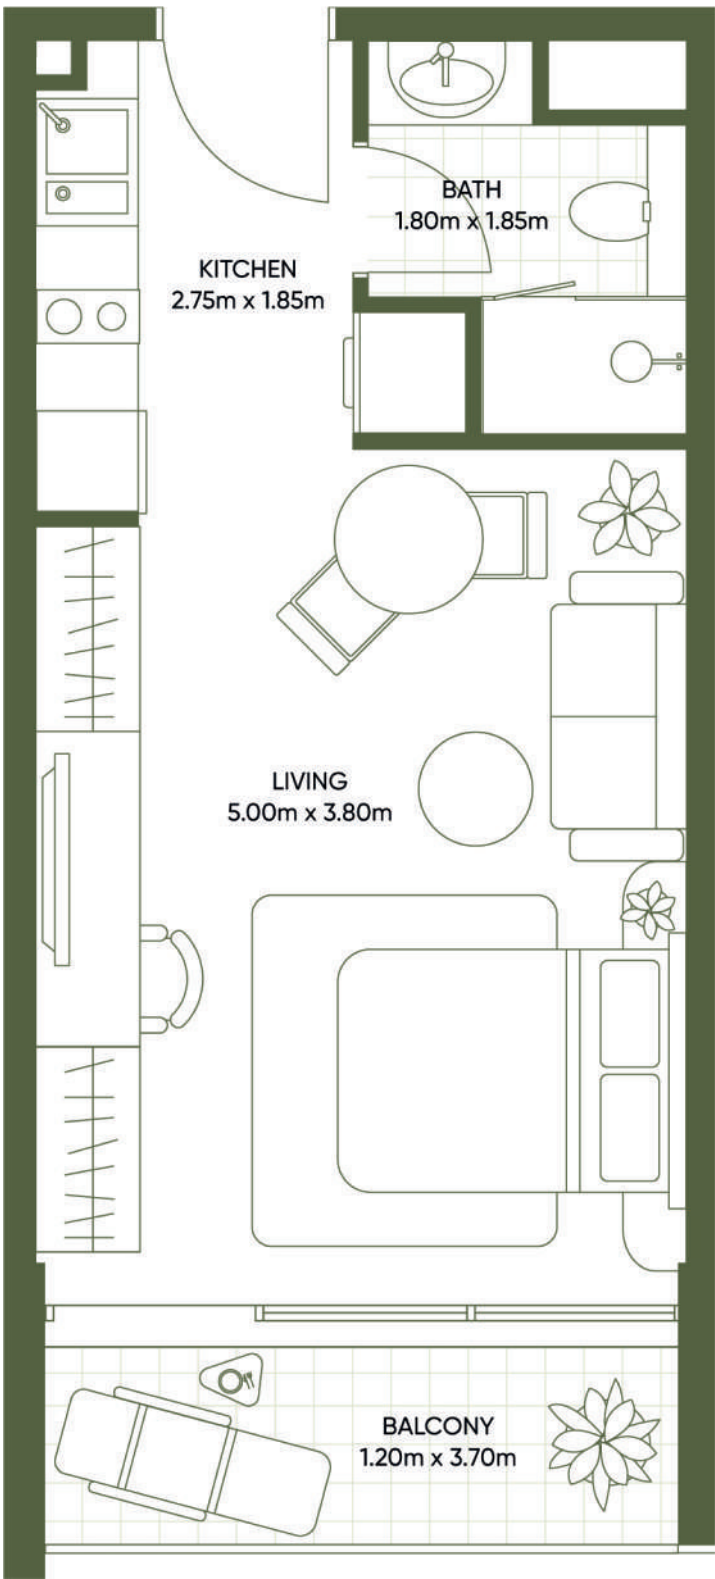 BATH
1.80m x 1.85m
KITCHEN
2.75m x 1.85m
LIVING
5.00m x 3.80m
BALCONY
1.20m x 3.70m